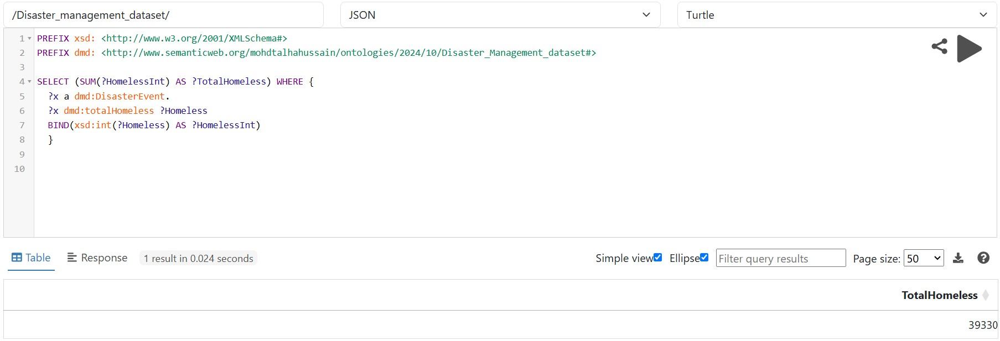 /Disaster_management_dataset/ JSON Turtle
1 PREFIX xsd: <http://www.w3.org/2001/XMLSchema#>
2 PREFIX dmd: <http://www.semanticweb.org/mohdtalhahussain/ontologies/2024/10/Disaster_Management_dataset#>
3
4 SELECT (SUM(?HomelessInt) AS ?TotalHomeless) WHERE {
5 ?x a dmd:DisasterEvent.
6 ?x dmd:totalHomeless ?Homeless
7 BIND(xsd:int(?Homeless) AS ?HomelessInt)
8 }
9
10
Table Response 1 result in 0.024 seconds Simple view Ellipse Filter query results Page size: 50
TotalHomeless
39330